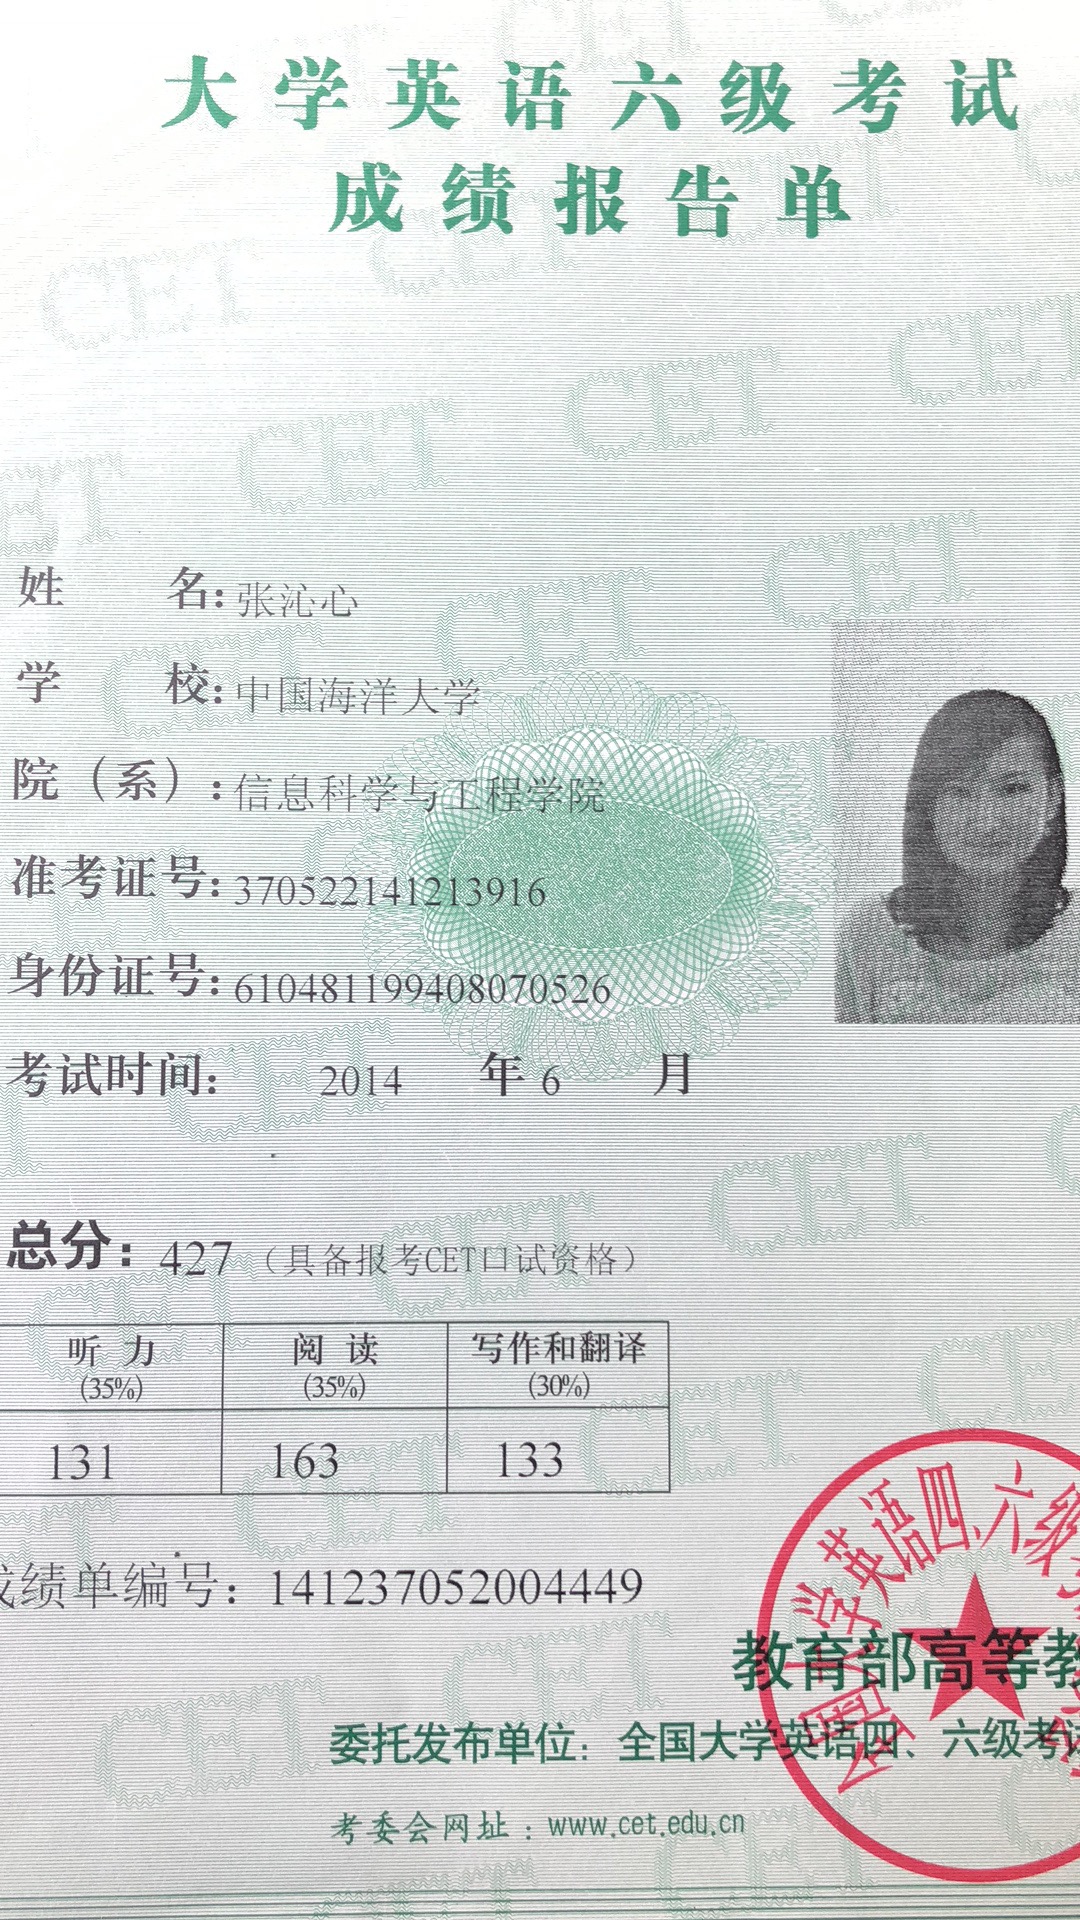 大学英语六级考试
成绩报告单
姓 名：张沁心
学 校：中国海洋大学
院（系）：信息科学与工程学院
准考证号：370522141213916
身份证号：610481199408070526
考试时间： 2014 年 6 月
总分：427（具备报考CET口试资格）
听 力 阅 读 写作和翻译
(35%) (35%) (30%)
131 163 133
成绩单编号：141237052004449
教育部高等教
委托发布单位：全国大学英语四、六级考试
考委会网址：www.cet.edu.cn
全国大学英语四、六级考
CET